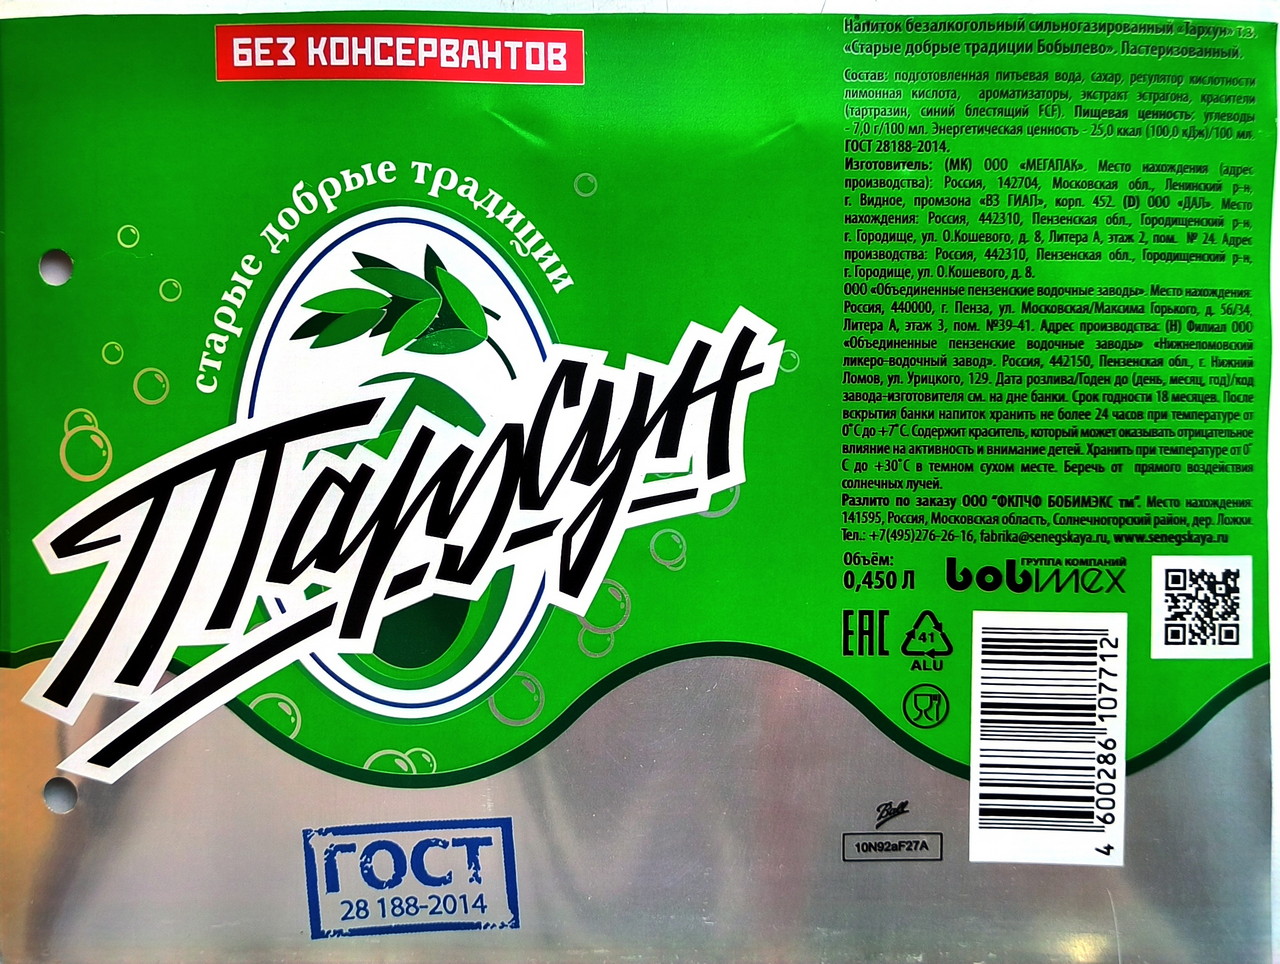 БЕЗ КОНСЕРВАНТОВ
старые добрые традиции
Тархун
ГОСТ
28 188-2014
Напиток безалкогольный сильногазированный «Тархун» т.з.
«Старые добрые традиции Бобылево». Пастеризованный.
Состав: подготовленная питьевая вода, сахар, регулятор кислотности
лимонная кислота, ароматизаторы, экстракт эстрагона, красители
(тартразин, синий блестящий FCF). Пищевая ценность: углеводы
- 7,0 г/100 мл. Энергетическая ценность - 25,0 ккал (100,0 кДж)/100 мл.
ГОСТ 28188-2014.
Изготовитель: (МК) ООО «МЕГАПАК». Место нахождения (адрес
производства): Россия, 142704, Московская обл., Ленинский р-н,
г. Видное, промзона «ВЗ ГИАП», корп. 452. (D) ООО «ДАЛ». Место
нахождения: Россия, 442310, Пензенская обл., Городищенский р-н,
г. Городище, ул. О.Кошевого, д. 8, Литера А, этаж 2, пом. № 24. Адрес
производства: Россия, 442310, Пензенская обл., Городищенский р-н,
г. Городище, ул. О.Кошевого, д. 8.
ООО «Объединенные пензенские водочные заводы». Место нахождения:
Россия, 440000, г. Пенза, ул. Московская/Максима Горького, д. 56/34,
Литера А, этаж 3, пом. №39-41. Адрес производства: (Н) Филиал ООО
«Объединенные пензенские водочные заводы» «Нижнеломовский
ликеро-водочный завод». Россия, 442150, Пензенская обл., г. Нижний
Ломов, ул. Урицкого, 129. Дата розлива/Годен до (день, месяц, год)/код
завода-изготовителя см. на дне банки. Срок годности 18 месяцев. После
вскрытия банки напиток хранить не более 24 часов при температуре от
0°С до +7°С. Содержит краситель, который может оказывать отрицательное
влияние на активность и внимание детей. Хранить при температуре от 0°
С до +30°С в темном сухом месте. Беречь от прямого воздействия
солнечных лучей.
Разлито по заказу ООО "ФКПЧФ БОБИМЭКС тм". Место нахождения:
141595, Россия, Московская область, Солнечногорский район, дер. Ложки.
Тел.: +7(495)276-26-16, fabrika@senegskaya.ru, www.senegskaya.ru
Объём:
0,450 Л
ГРУППА КОМПАНИЙ
bobimex
EAC
41
ALU
4 600286 107712
Ball
10N92aF27A